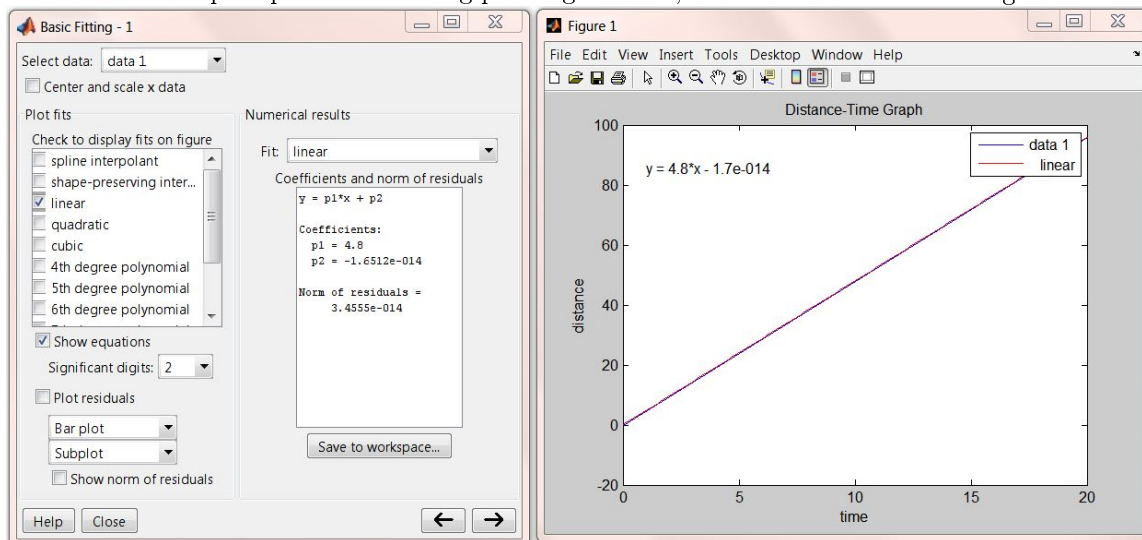 Basic Fitting - 1
Select data: data 1
Center and scale x data
Plot fits
Check to display fits on figure
spline interpolant
shape-preserving inter...
linear
quadratic
cubic
4th degree polynomial
5th degree polynomial
6th degree polynomial
Show equations
Significant digits: 2
Plot residuals
Bar plot
Subplot
Show norm of residuals
Help Close
Numerical results
Fit: linear
Coefficients and norm of residuals
y = p1*x + p2
Coefficients:
p1 = 4.8
p2 = -1.6512e-014
Norm of residuals =
3.4555e-014
Save to workspace...
Figure 1
File Edit View Insert Tools Desktop Window Help
Distance-Time Graph
y = 4.8*x - 1.7e-014
data 1
linear
100
80
60
40
20
0
-20
distance
0 5 10 15 20
time